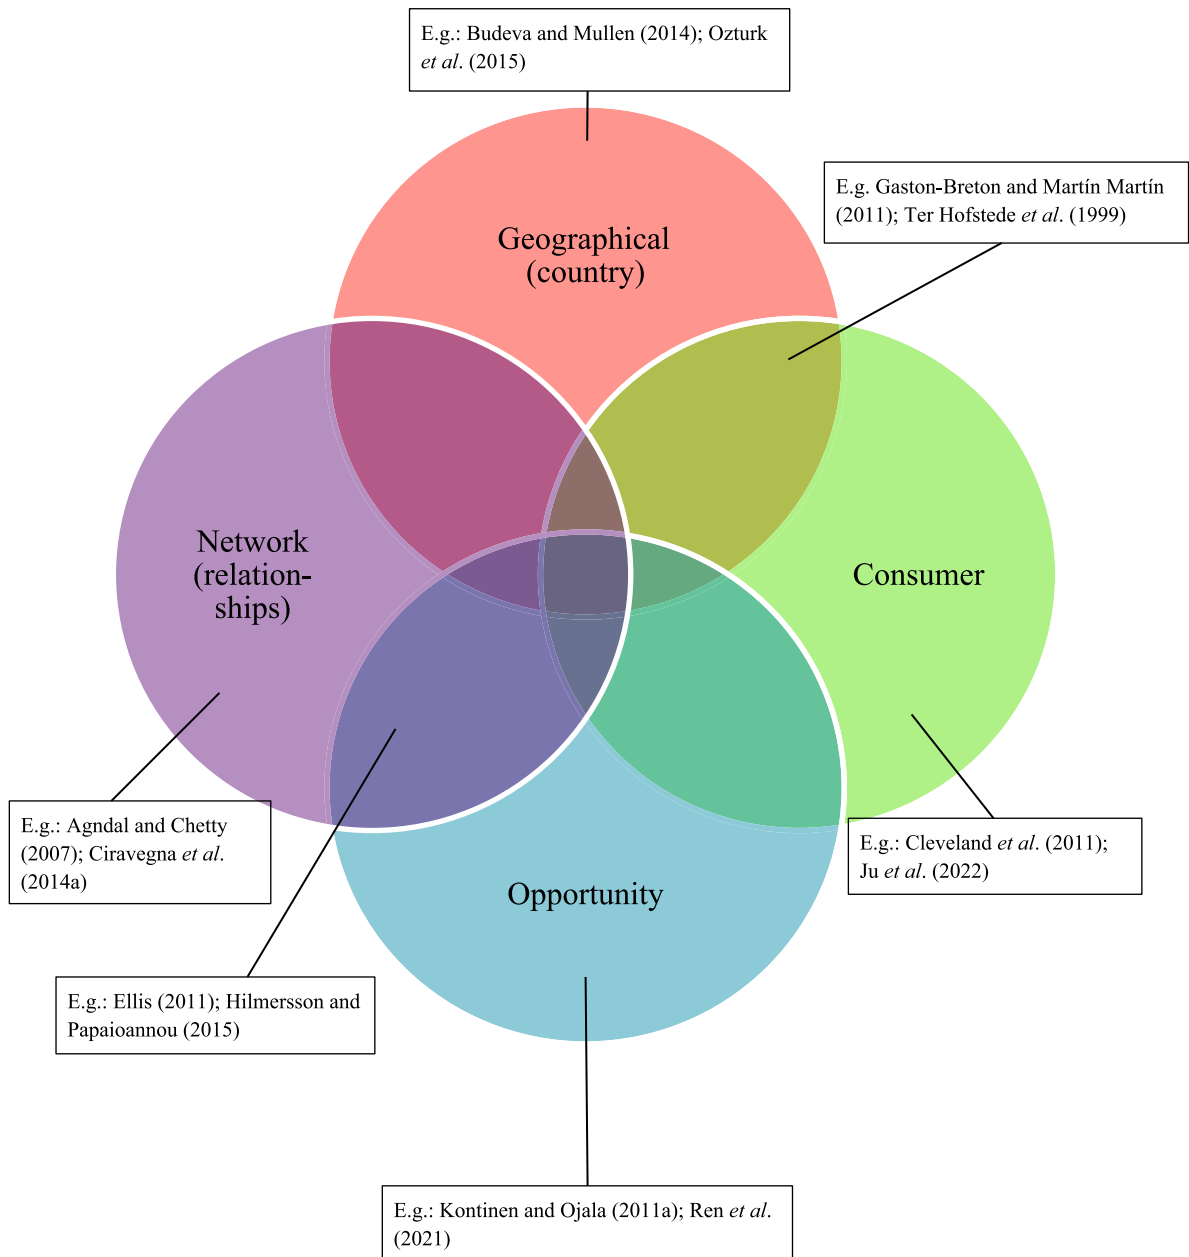 E.g.: Budeva and Mullen (2014); Ozturk
et al. (2015)
E.g. Gaston-Breton and Martín Martín
(2011); Ter Hofstede et al. (1999)
Geographical
(country)
Network
(relation-
ships)
Consumer
E.g.: Agndal and Chetty
(2007); Ciravegna et al.
(2014a)
E.g.: Cleveland et al. (2011);
Ju et al. (2022)
Opportunity
E.g.: Ellis (2011); Hilmersson and
Papaioannou (2015)
E.g.: Kontinen and Ojala (2011a); Ren et al.
(2021)